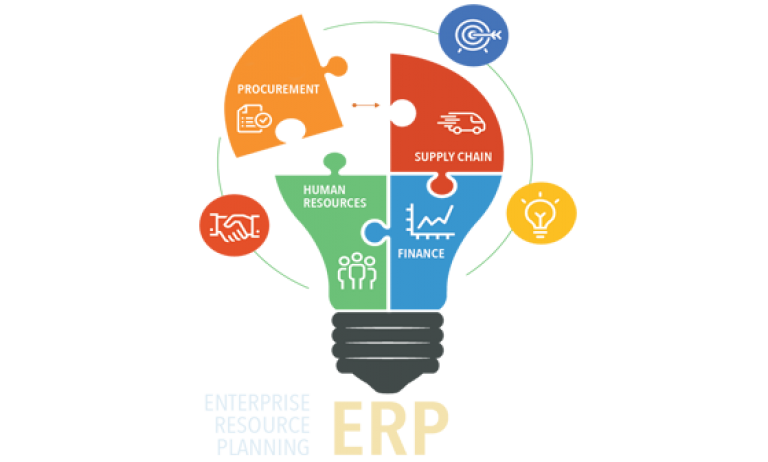 PROCUREMENT
SUPPLY CHAIN
HUMAN
RESOURCES
FINANCE
ENTERPRISE
RESOURCE
PLANNING
ERP